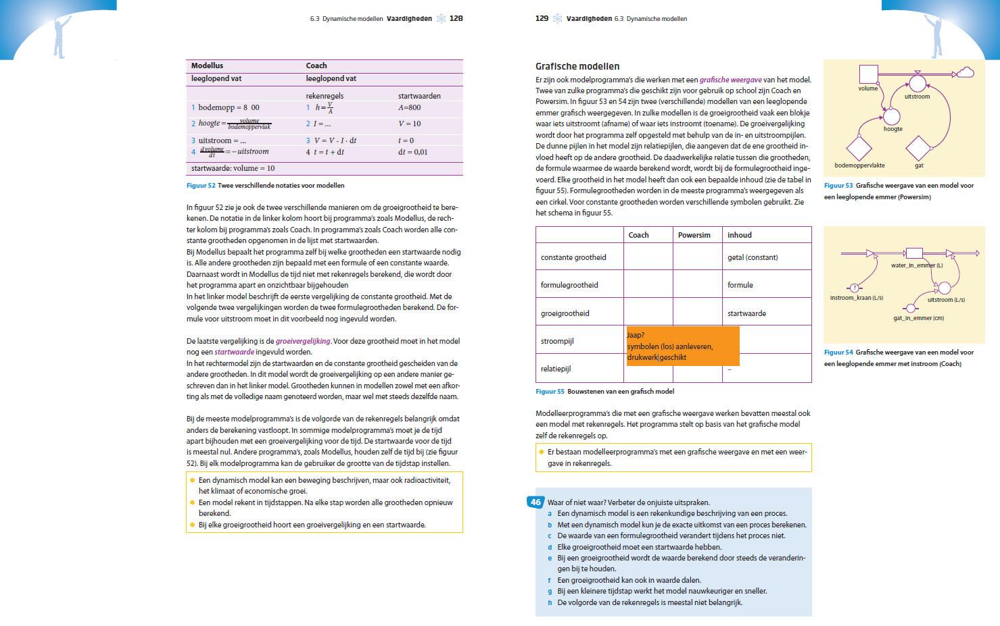 6.3 Dynamische modellen Vaardigheden 128
Modellus Coach
leeglopend vat leeglopend vat
rekenregels startwaarden
1 bodemopp = 8 00 1 h = V/A A=800
2 hoogte = volume/bodemoppervlak 2 I = ... V = 10
3 uitstroom = ... 3 V = V - I · dt t = 0
4 d volume/dt = − uitstroom 4 t = t + dt dt = 0,01
startwaarde: volume = 10
Figuur 52 Twee verschillende notaties voor modellen
In figuur 52 zie je ook de twee verschillende manieren om de groeigrootheid te bere-
kenen. De notatie in de linker kolom hoort bij programma's zoals Modellus, de rech-
ter kolom bij programma's zoals Coach. In programma's zoals Coach worden alle con-
stante grootheden opgenomen in de lijst met startwaarden.
Bij Modellus bepaalt het programma zelf bij welke grootheden een startwaarde nodig
is. Alle andere grootheden zijn bepaald met een formule of een constante waarde.
Daarnaast wordt in Modellus de tijd niet met rekenregels berekend, die wordt door
het programma apart en onzichtbaar bijgehouden
In het linker model beschrijft de eerste vergelijking de constante grootheid. Met de
volgende twee vergelijkingen worden de twee formulegrootheden berekend. De for-
mule voor uitstroom moet in dit voorbeeld nog ingevuld worden.
De laatste vergelijking is de groeivergelijking. Voor deze grootheid moet in het model
nog een startwaarde ingevuld worden.
In het rechtermodel zijn de startwaarden en de constante grootheid gescheiden van de
andere grootheden. In dit model wordt de groeivergelijking op een andere manier ge-
schreven dan in het linker model. Grootheden kunnen in modellen zowel met een afkor-
ting als met de volledige naam genoteerd worden, maar wel met steeds dezelfde naam.
Bij de meeste modelprogramma's is de volgorde van de rekenregels belangrijk omdat
anders de berekening vastloopt. In sommige modelprogramma's moet je de tijd
apart bijhouden met een groeivergelijking voor de tijd. De startwaarde voor de tijd
is meestal nul. Andere programma's, zoals Modellus, houden zelf de tijd bij (zie figuur
52). Bij elk modelprogramma kan de gebruiker de grootte van de tijdstap instellen.
Een dynamisch model kan een beweging beschrijven, maar ook radioactiviteit,
het klimaat of economische groei.
Een model rekent in tijdstappen. Na elke stap worden alle grootheden opnieuw
berekend.
Bij elke groeigrootheid hoort een groeivergelijking en een startwaarde.
129 Vaardigheden 6.3 Dynamische modellen
Grafische modellen
Er zijn ook modelprogramma's die werken met een grafische weergave van het model.
Twee van zulke programma's die geschikt zijn voor gebruik op school zijn Coach en
Powersim. In figuur 53 en 54 zijn twee (verschillende) modellen van een leeglopende
emmer grafisch weergegeven. In zulke modellen is de groeigrootheid vaak een blokje
waar iets uitstroomt (afname) of waar iets instroomt (toename). De groeivergelijking
wordt door het programma zelf opgesteld met behulp van de in- en uitstroompijlen.
De dunne pijlen in het model zijn relatiepijlen, die aangeven dat de ene grootheid in-
vloed heeft op de andere grootheid. De daadwerkelijke relatie tussen die grootheden,
de formule waarmee de waarde berekend wordt, wordt bij de formulegrootheid inge-
voerd. Elke grootheid in het model heeft dan ook een bepaalde inhoud (zie de tabel in
figuur 55). Formulegrootheden worden in de meeste programma's weergegeven als
een cirkel. Voor constante grootheden worden verschillende symbolen gebruikt. Zie
het schema in figuur 55.
Coach Powersim inhoud
constante grootheid getal (constant)
formulegrootheid formule
groeigrootheid startwaarde
stroompijl
Jaap?
symbolen (los) aanleveren,
drukwerk|geschikt
relatiepijl –
Figuur 55 Bouwstenen van een grafisch model
Modelleerprogramma's die met een grafische weergave werken bevatten meestal ook
een model met rekenregels. Het programma stelt op basis van het grafische model
zelf de rekenregels op.
Er bestaan modelleerprogramma's met een grafische weergave en met een weer-
gave in rekenregels.
46 Waar of niet waar? Verbeter de onjuiste uitspraken.
a Een dynamisch model is een rekenkundige beschrijving van een proces.
b Met een dynamisch model kun je de exacte uitkomst van een proces berekenen.
c De waarde van een formulegrootheid verandert tijdens het proces niet.
d Elke groeigrootheid moet een startwaarde hebben.
e Bij een groeigrootheid wordt de waarde berekend door steeds de veranderin-
gen bij te houden.
f Een groeigrootheid kan ook in waarde dalen.
g Bij een kleinere tijdstap werkt het model nauwkeuriger en sneller.
h De volgorde van de rekenregels is meestal niet belangrijk.
volume
uitstroom
hoogte
bodemoppervlakte gat
Figuur 53 Grafische weergave van een model voor
een leeglopende emmer (Powersim)
water_in_emmer (L)
?
instroom_kraan (L/s) uitstroom (L/s)
gat_in_emmer (cm)
Figuur 54 Grafische weergave van een model voor
een leeglopende emmer met instroom (Coach)